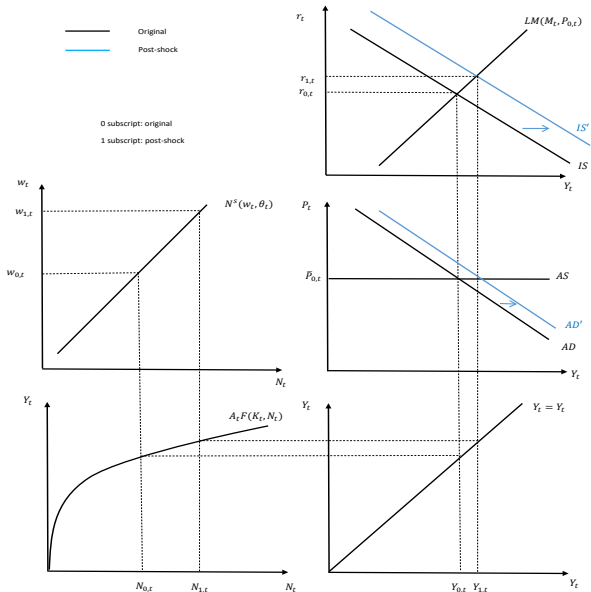 Original
Post-shock
0 subscript: original
1 subscript: post-shock
r_t
LM(M_t, P_{0,t})
r_{1,t}
r_{0,t}
IS′
IS
Y_t
w_t
N^s(w_t, θ_t)
w_{1,t}
w_{0,t}
N_t
P_t
P̄_{0,t}
AS
AD′
AD
Y_t
Y_t
A_tF(K_t, N_t)
N_{0,t}
N_{1,t}
N_t
Y_t
Y_t = Y_t
Y_{0,t}
Y_{1,t}
Y_t